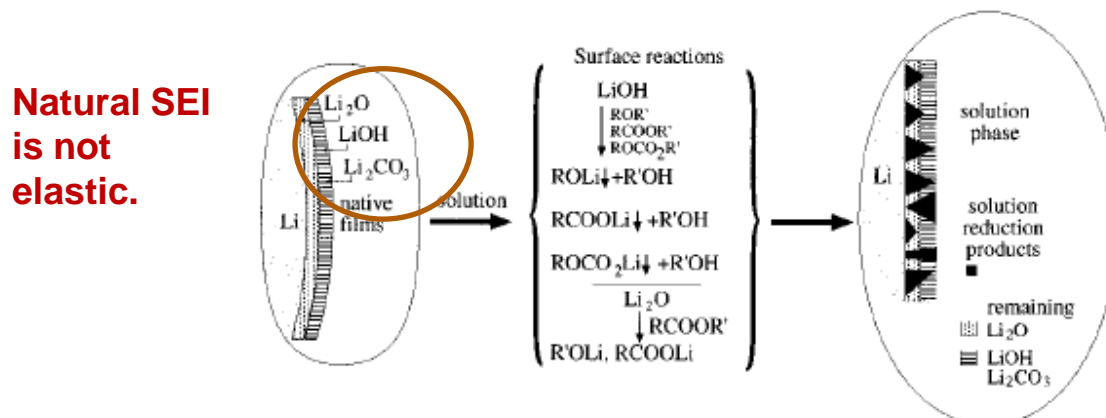 Natural SEI
is not
elastic.
Li₂O
LiOH
Li₂CO₃
native
films
Li
solution
Surface reactions
LiOH
ROR'
RCOOR'
ROCO₂R'
ROLi↓+R'OH
RCOOLi↓ +R'OH
ROCO₂Li↓ +R'OH
Li₂O
RCOOR'
R'OLi, RCOOLi
Li
solution
phase
solution
reduction
products
remaining
Li₂O
LiOH
Li₂CO₃